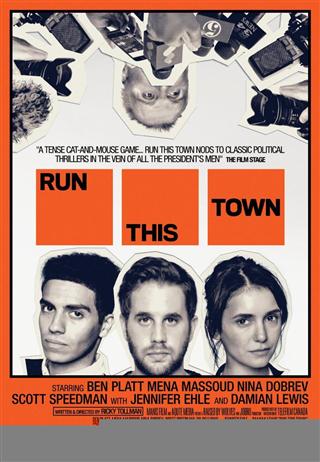 "A TENSE CAT-AND-MOUSE GAME... RUN THIS TOWN NODS TO CLASSIC POLITICAL
THRILLERS IN THE VEIN OF ALL THE PRESIDENT'S MEN" THE FILM STAGE
RUN
THIS
TOWN
STARRING BEN PLATT MENA MASSOUD NINA DOBREV
SCOTT SPEEDMAN WITH JENNIFER EHLE AND DAMIAN LEWIS
WRITTEN & DIRECTED BY RICKY TOLLMAN